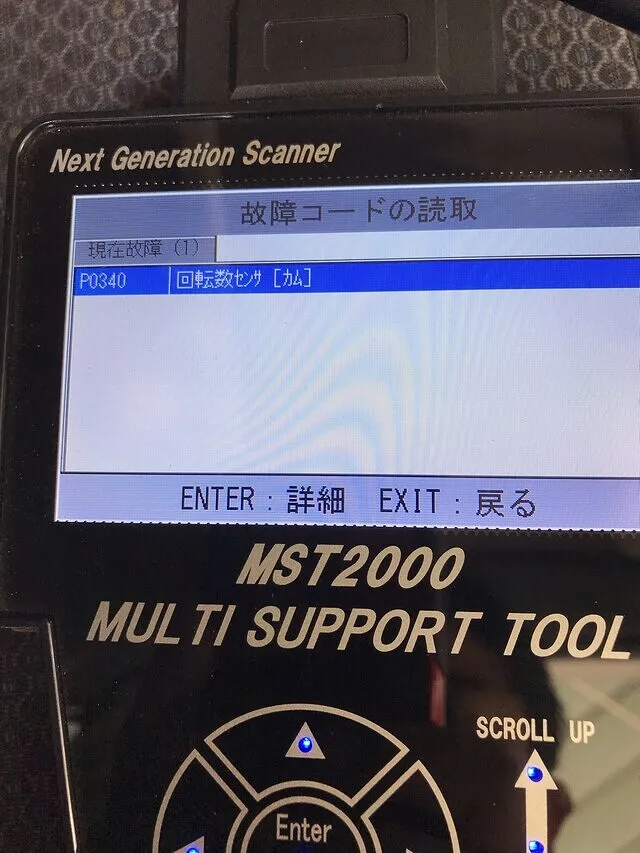 Next Generation Scanner
故障コードの読取
現在故障 (1)
P0340 回転数センサ [カム]
ENTER : 詳細 EXIT : 戻る
MST2000
MULTI SUPPORT TOOL
SCROLL UP
Enter